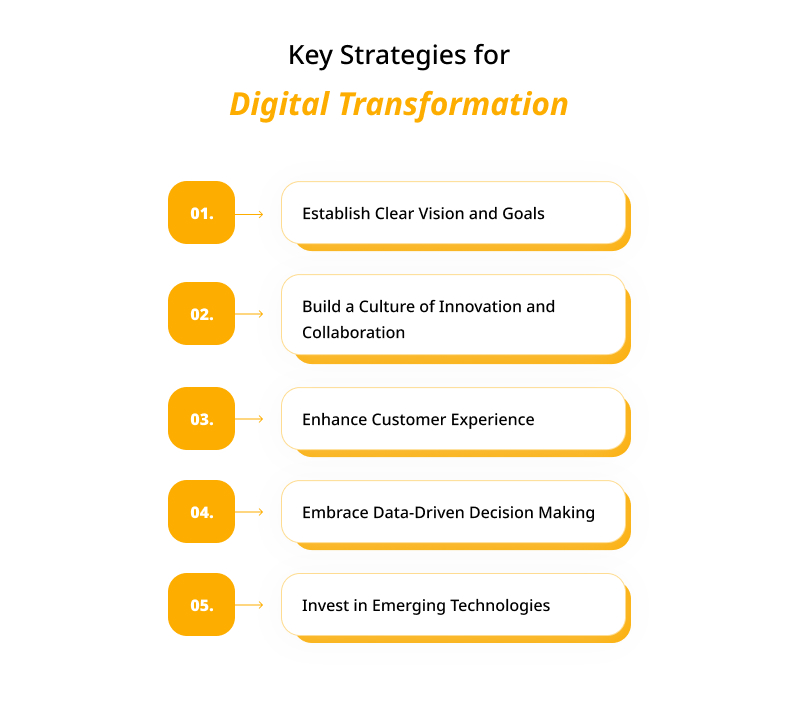 Key Strategies for
Digital Transformation
01.
Establish Clear Vision and Goals
02.
Build a Culture of Innovation and
Collaboration
03.
Enhance Customer Experience
04.
Embrace Data-Driven Decision Making
05.
Invest in Emerging Technologies